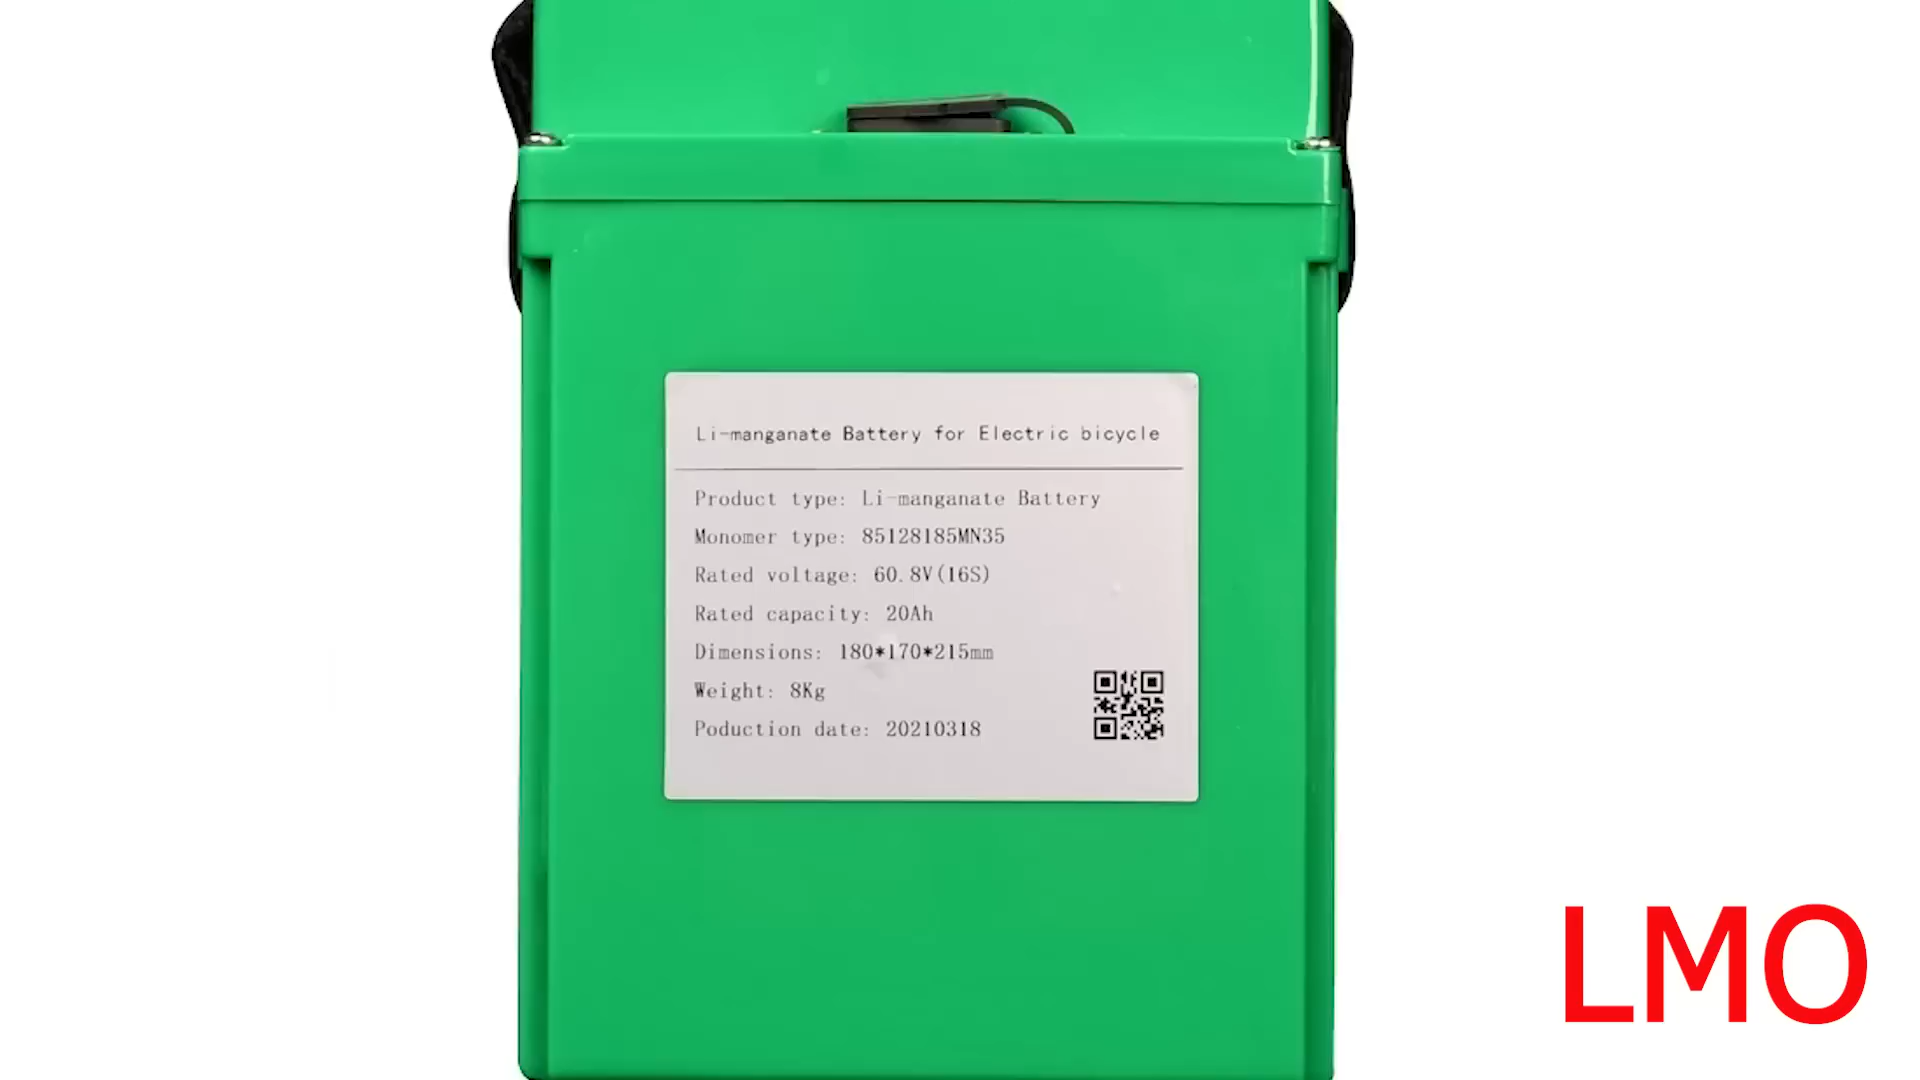 Li-manganate Battery for Electric bicycle
Product type: Li-manganate Battery
Monomer type: 85128185MN35
Rated voltage: 60.8V(16S)
Rated capacity: 20Ah
Dimensions: 180*170*215mm
Weight: 8Kg
Poduction date: 20210318
LMO